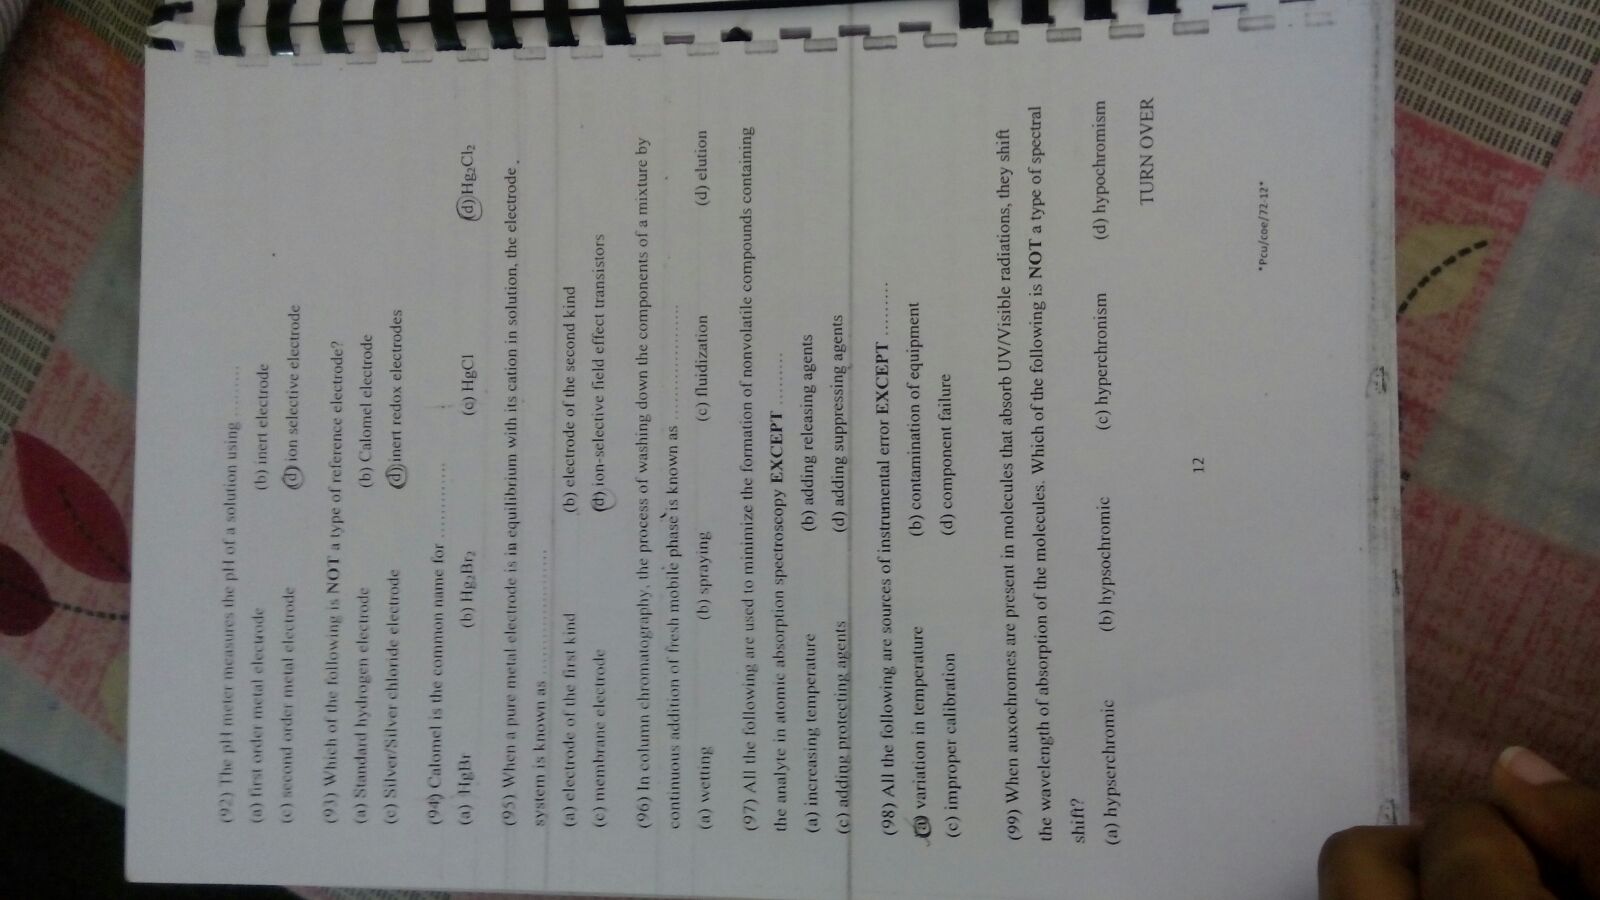 (92) The pH meter measures the pH of a solution using .........
(a) first order metal electrode (b) inert electrode
(c) second order metal electrode (d) ion selective electrode
(93) Which of the following is NOT a type of reference electrode?
(a) Standard hydrogen electrode (b) Calomel electrode
(c) Silver/Silver chloride electrode (d) inert redox electrodes
(94) Calomel is the common name for .............
(a) HgBr (b) Hg₂Br₂ (c) HgCl (d) Hg₂Cl₂
(95) When a pure metal electrode is in equilibrium with its cation in solution, the electrode
system is known as .....................
(a) electrode of the first kind (b) electrode of the second kind
(c) membrane electrode (d) ion-selective field effect transistors
(96) In column chromatography, the process of washing down the components of a mixture by
continuous addition of fresh mobile phase is known as ...................
(a) wetting (b) spraying (c) fluidization (d) elution
(97) All the following are used to minimize the formation of nonvolatile compounds containing
the analyte in atomic absorption spectroscopy EXCEPT .........
(a) increasing temperature (b) adding releasing agents
(c) adding protecting agents (d) adding suppressing agents
(98) All the following are sources of instrumental error EXCEPT .........
(a) variation in temperature (b) contamination of equipment
(c) improper calibration (d) component failure
(99) When auxochromes are present in molecules that absorb UV/Visible radiations, they shift
the wavelength of absorption of the molecules. Which of the following is NOT a type of spectral
shift?
(a) hypserchromic (b) hypsochromic (c) hyperchronism (d) hypochromism
TURN OVER
12
*Pcu/coe/72-12*